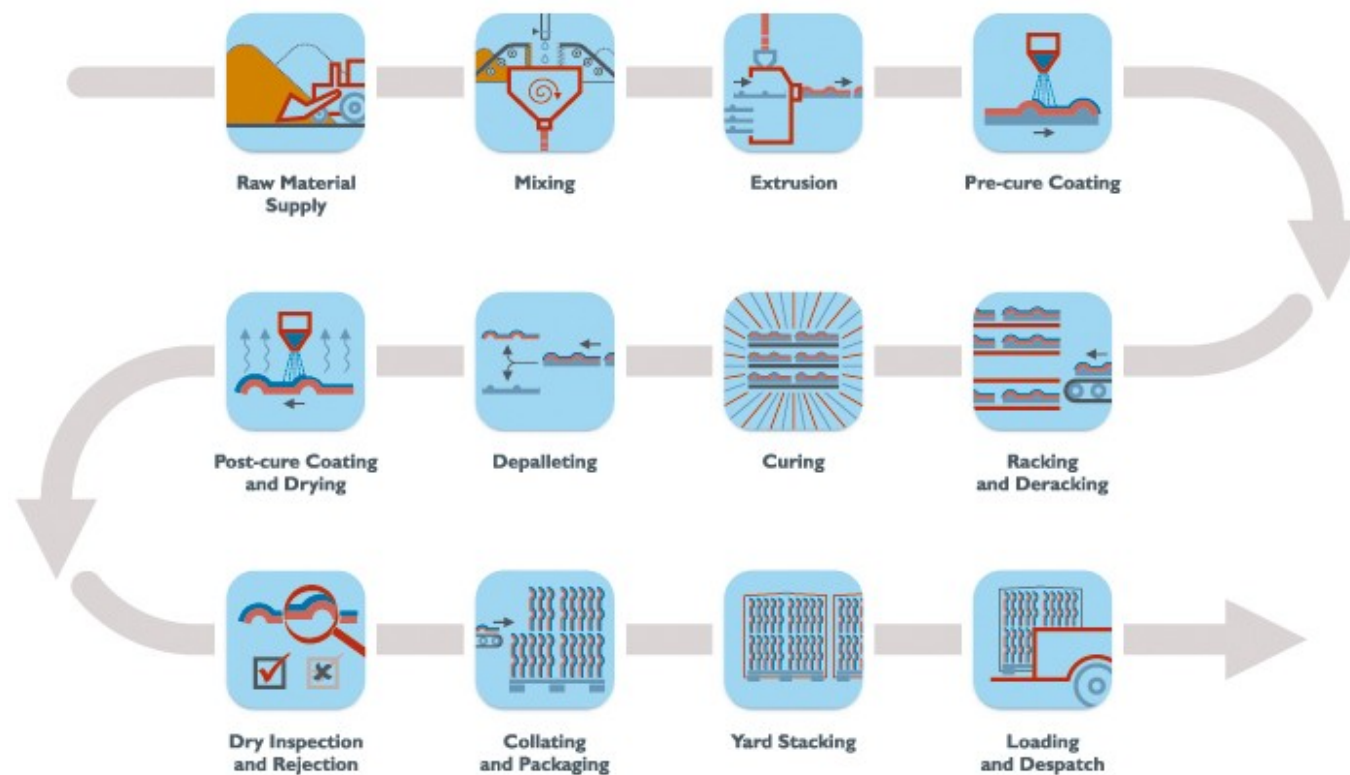 Raw Material
Supply
Mixing
Extrusion
Pre-cure Coating
Post-cure Coating
and Drying
Depalleting
Curing
Racking
and Deracking
Dry Inspection
and Rejection
Collating
and Packaging
Yard Stacking
Loading
and Despatch